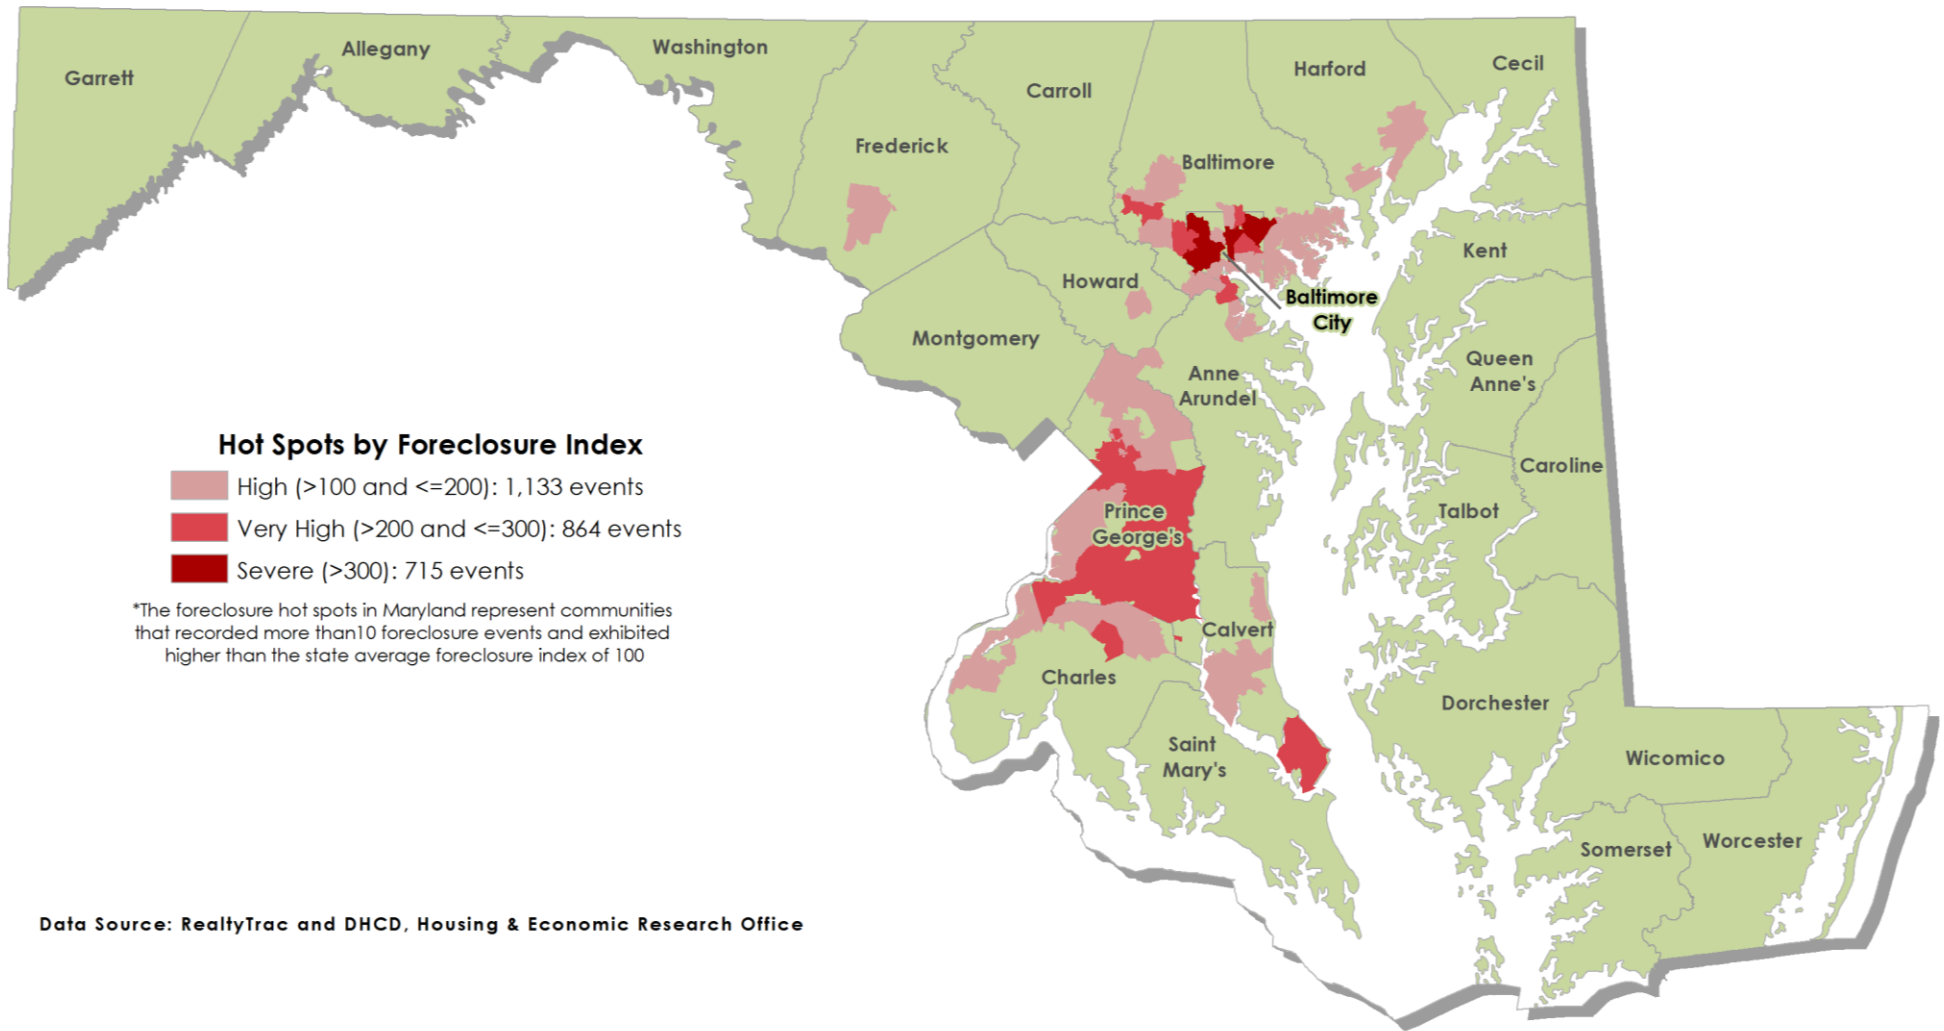 Garrett
Allegany
Washington
Frederick
Carroll
Harford
Cecil
Baltimore
Kent
Howard
Baltimore
City
Montgomery
Queen
Anne's
Anne
Arundel
Caroline
Talbot
Prince
George's
Calvert
Charles
Dorchester
Saint
Mary's
Wicomico
Worcester
Somerset
Hot Spots by Foreclosure Index
High (>100 and <=200): 1,133 events
Very High (>200 and <=300): 864 events
Severe (>300): 715 events
*The foreclosure hot spots in Maryland represent communities
that recorded more than10 foreclosure events and exhibited
higher than the state average foreclosure index of 100
Data Source: RealtyTrac and DHCD, Housing & Economic Research Office